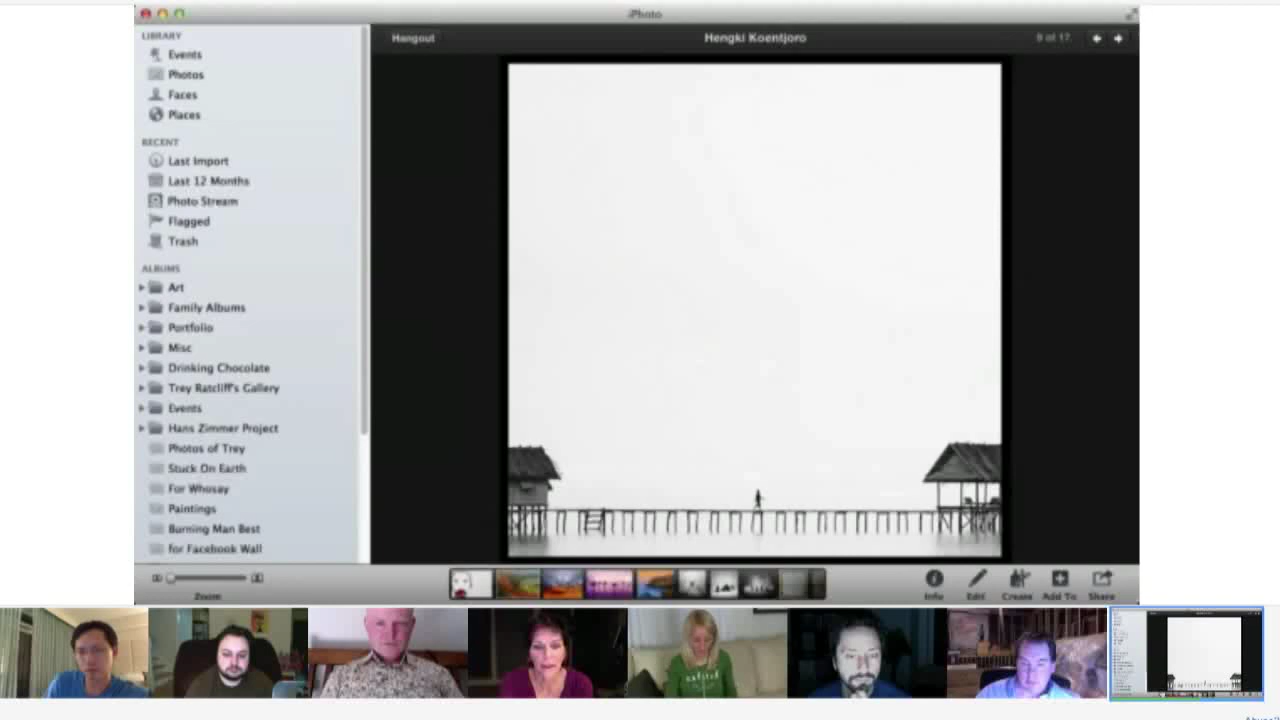 iPhoto
LIBRARY
Events
Photos
Faces
Places
RECENT
Last Import
Last 12 Months
Photo Stream
Flagged
Trash
ALBUMS
Art
Family Albums
Portfolio
Misc
Drinking Chocolate
Trey Ratcliff's Gallery
Events
Hans Zimmer Project
Photos of Trey
Stuck On Earth
For Whosay
Paintings
Burning Man Best
for Facebook Wall
Zoom
Hangout
Hengki Koentjoro
9 of 17
Info
Edit
Create
Add To
Share